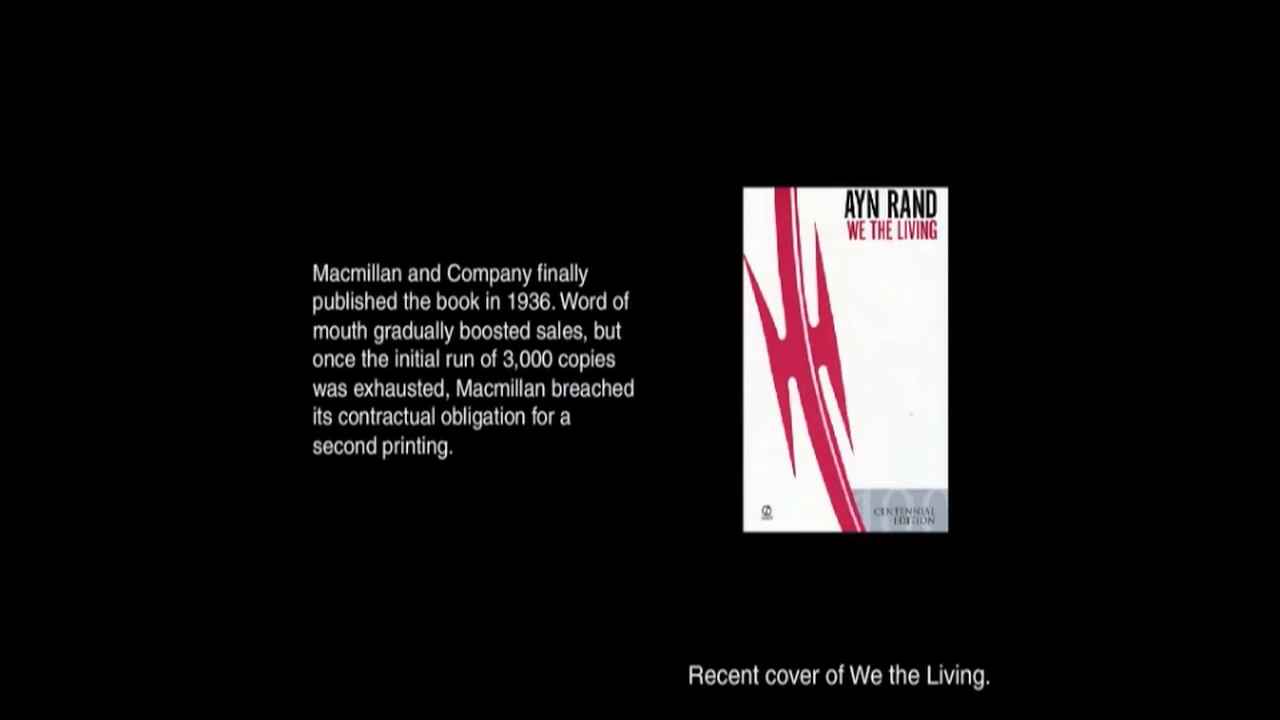 Macmillan and Company finally
published the book in 1936. Word of
mouth gradually boosted sales, but
once the initial run of 3,000 copies
was exhausted, Macmillan breached
its contractual obligation for a
second printing.
AYN RAND
WE THE LIVING
100
CENTENNIAL
EDITION
Recent cover of We the Living.